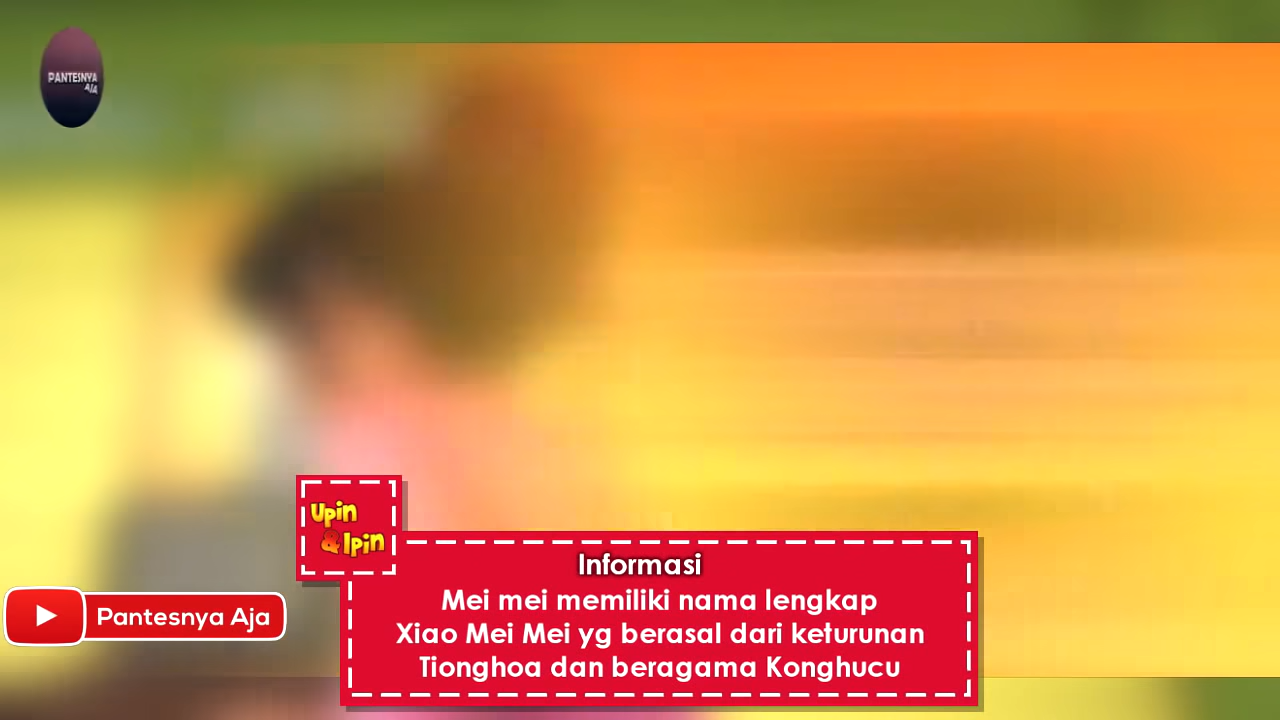 PANTESNYA
AJA
Upin
& Ipin
Informasi
Mei mei memiliki nama lengkap
Xiao Mei Mei yg berasal dari keturunan
Tionghoa dan beragama Konghucu
Pantesnya Aja